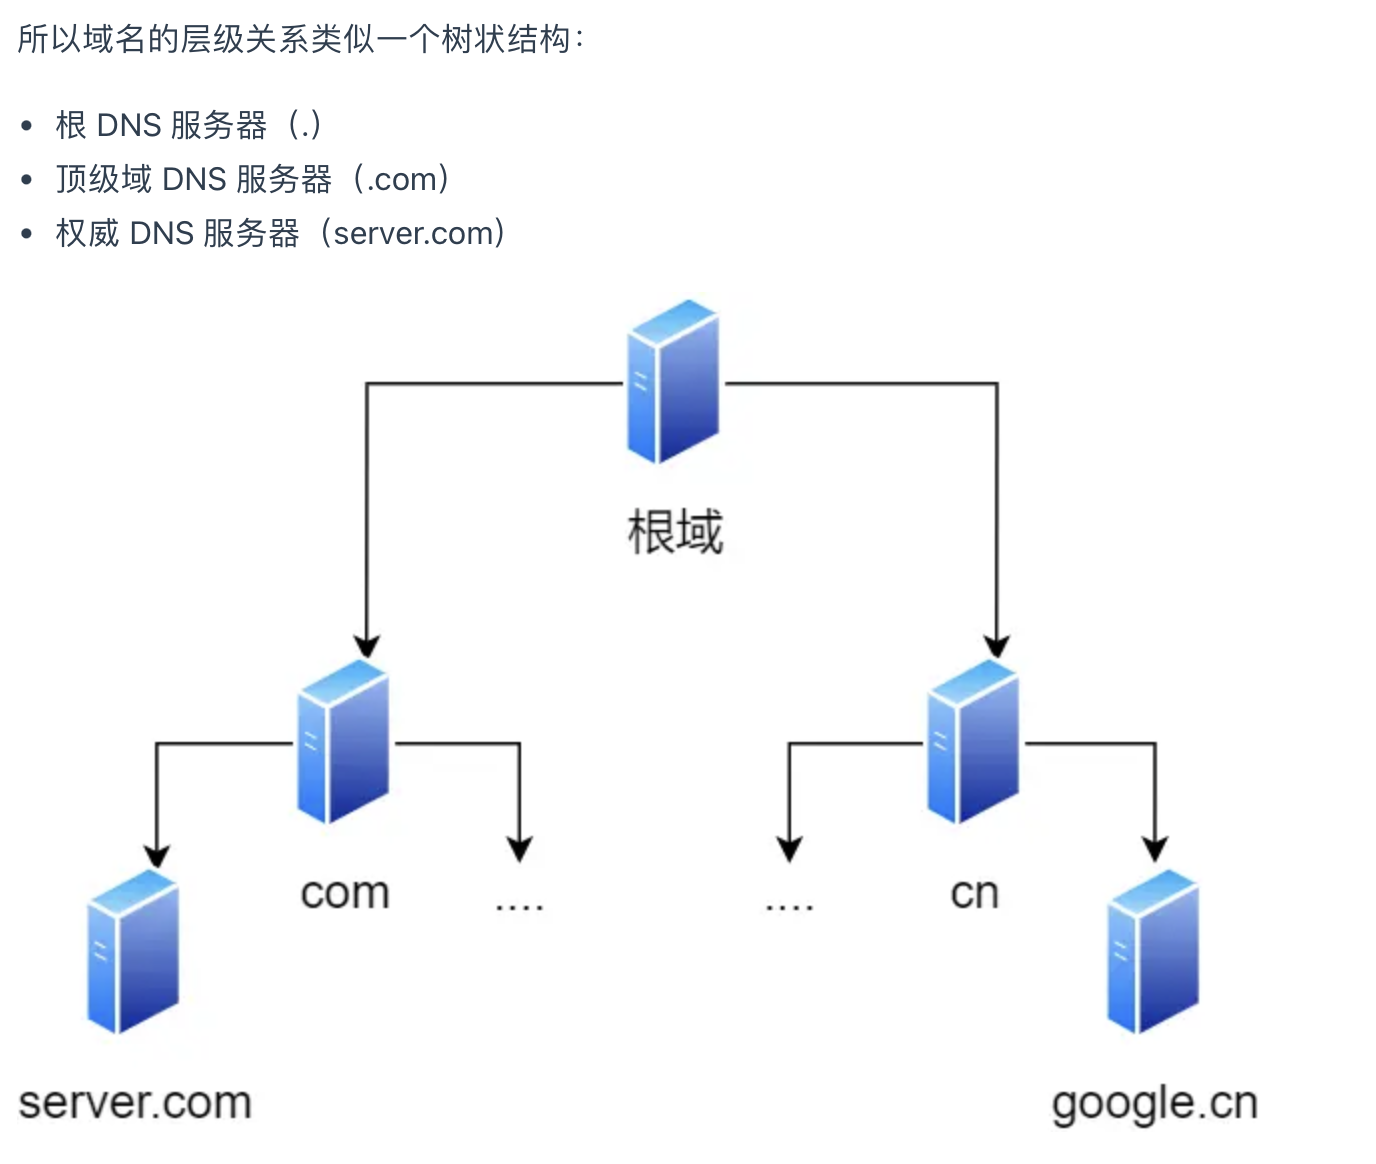 所以域名的层级关系类似一个树状结构：
• 根 DNS 服务器（.）
• 顶级域 DNS 服务器（.com）
• 权威 DNS 服务器（server.com）
根域
com
....
....
cn
server.com
google.cn